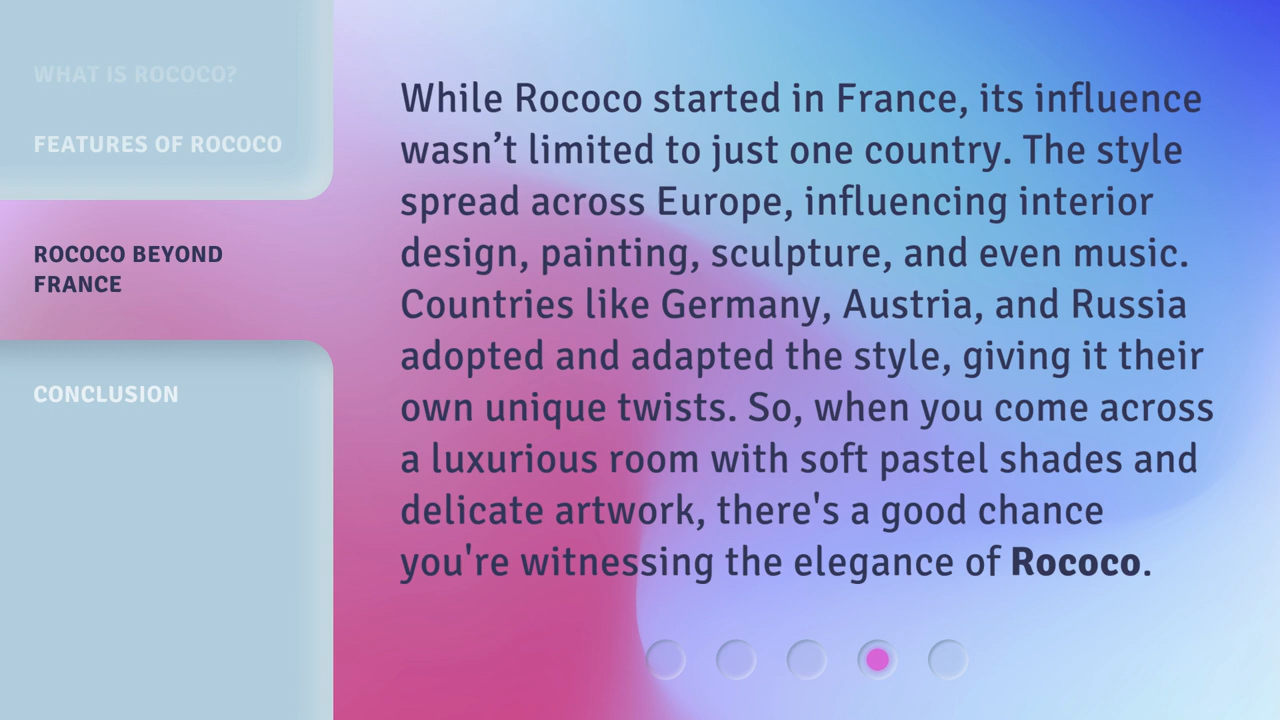 WHAT IS ROCOCO?
FEATURES OF ROCOCO
ROCOCO BEYOND
FRANCE
CONCLUSION
While Rococo started in France, its influence
wasn’t limited to just one country. The style
spread across Europe, influencing interior
design, painting, sculpture, and even music.
Countries like Germany, Austria, and Russia
adopted and adapted the style, giving it their
own unique twists. So, when you come across
a luxurious room with soft pastel shades and
delicate artwork, there's a good chance
you're witnessing the elegance of Rococo.